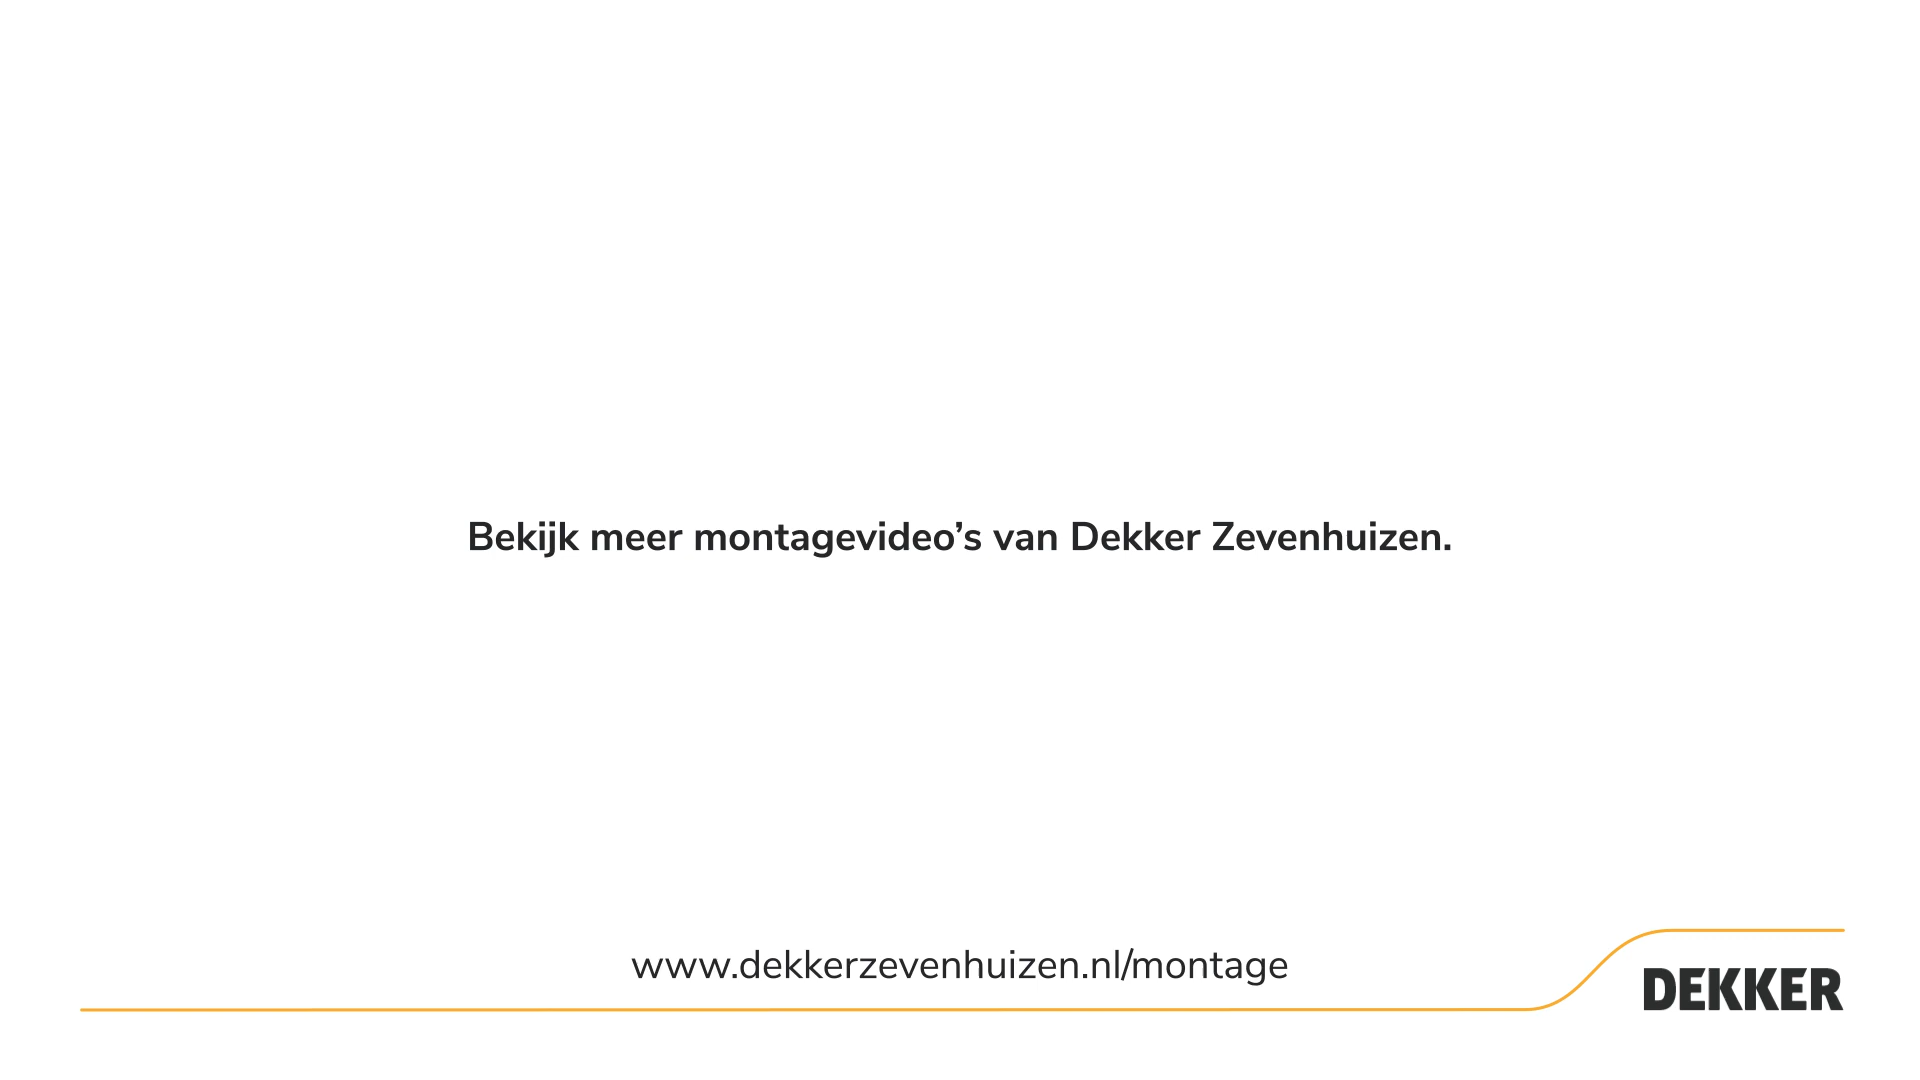 Bekijk meer montagevideo’s van Dekker Zevenhuizen.
www.dekkerzevenhuizen.nl/montage
DEKKER